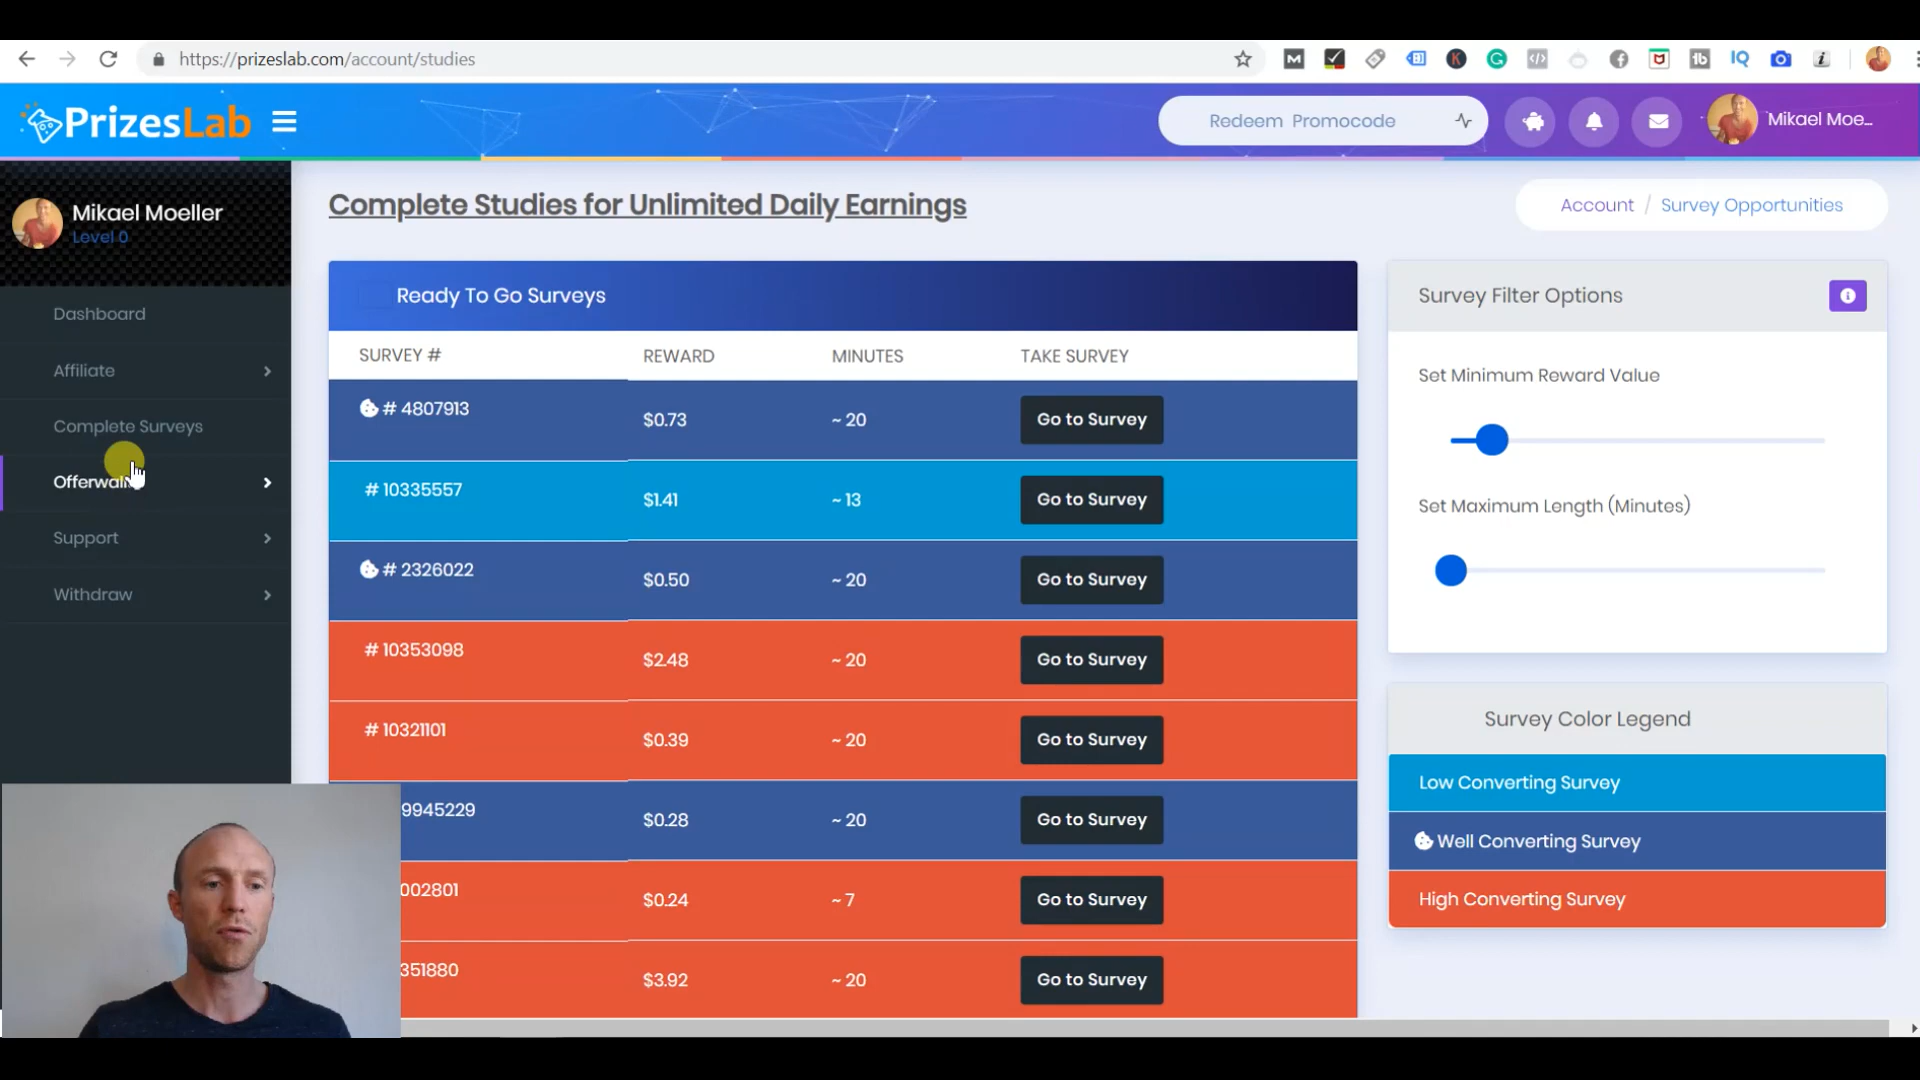 https://prizeslab.com/account/studies
PrizesLab
Redeem Promocode
Mikael Moe...
Mikael Moeller
Level 0
Dashboard
Affiliate
Complete Surveys
Offerwalls
Support
Withdraw
Complete Studies for Unlimited Daily Earnings
Account / Survey Opportunities
Ready To Go Surveys
SURVEY # REWARD MINUTES TAKE SURVEY
# 4807913 $0.73 ~ 20 Go to Survey
# 10335557 $1.41 ~ 13 Go to Survey
# 2326022 $0.50 ~ 20 Go to Survey
# 10353098 $2.48 ~ 20 Go to Survey
# 10321101 $0.39 ~ 20 Go to Survey
9945229 $0.28 ~ 20 Go to Survey
002801 $0.24 ~ 7 Go to Survey
351880 $3.92 ~ 20 Go to Survey
Survey Filter Options
Set Minimum Reward Value
Set Maximum Length (Minutes)
Survey Color Legend
Low Converting Survey
Well Converting Survey
High Converting Survey